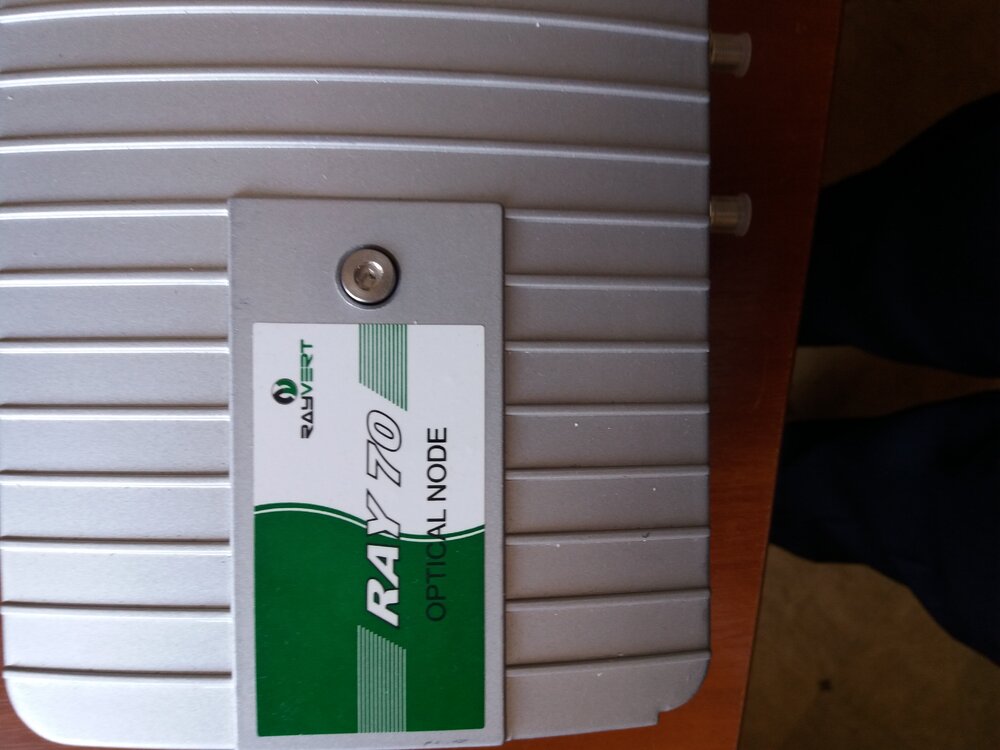 RAYVERT
RAY 70
OPTICAL NODE